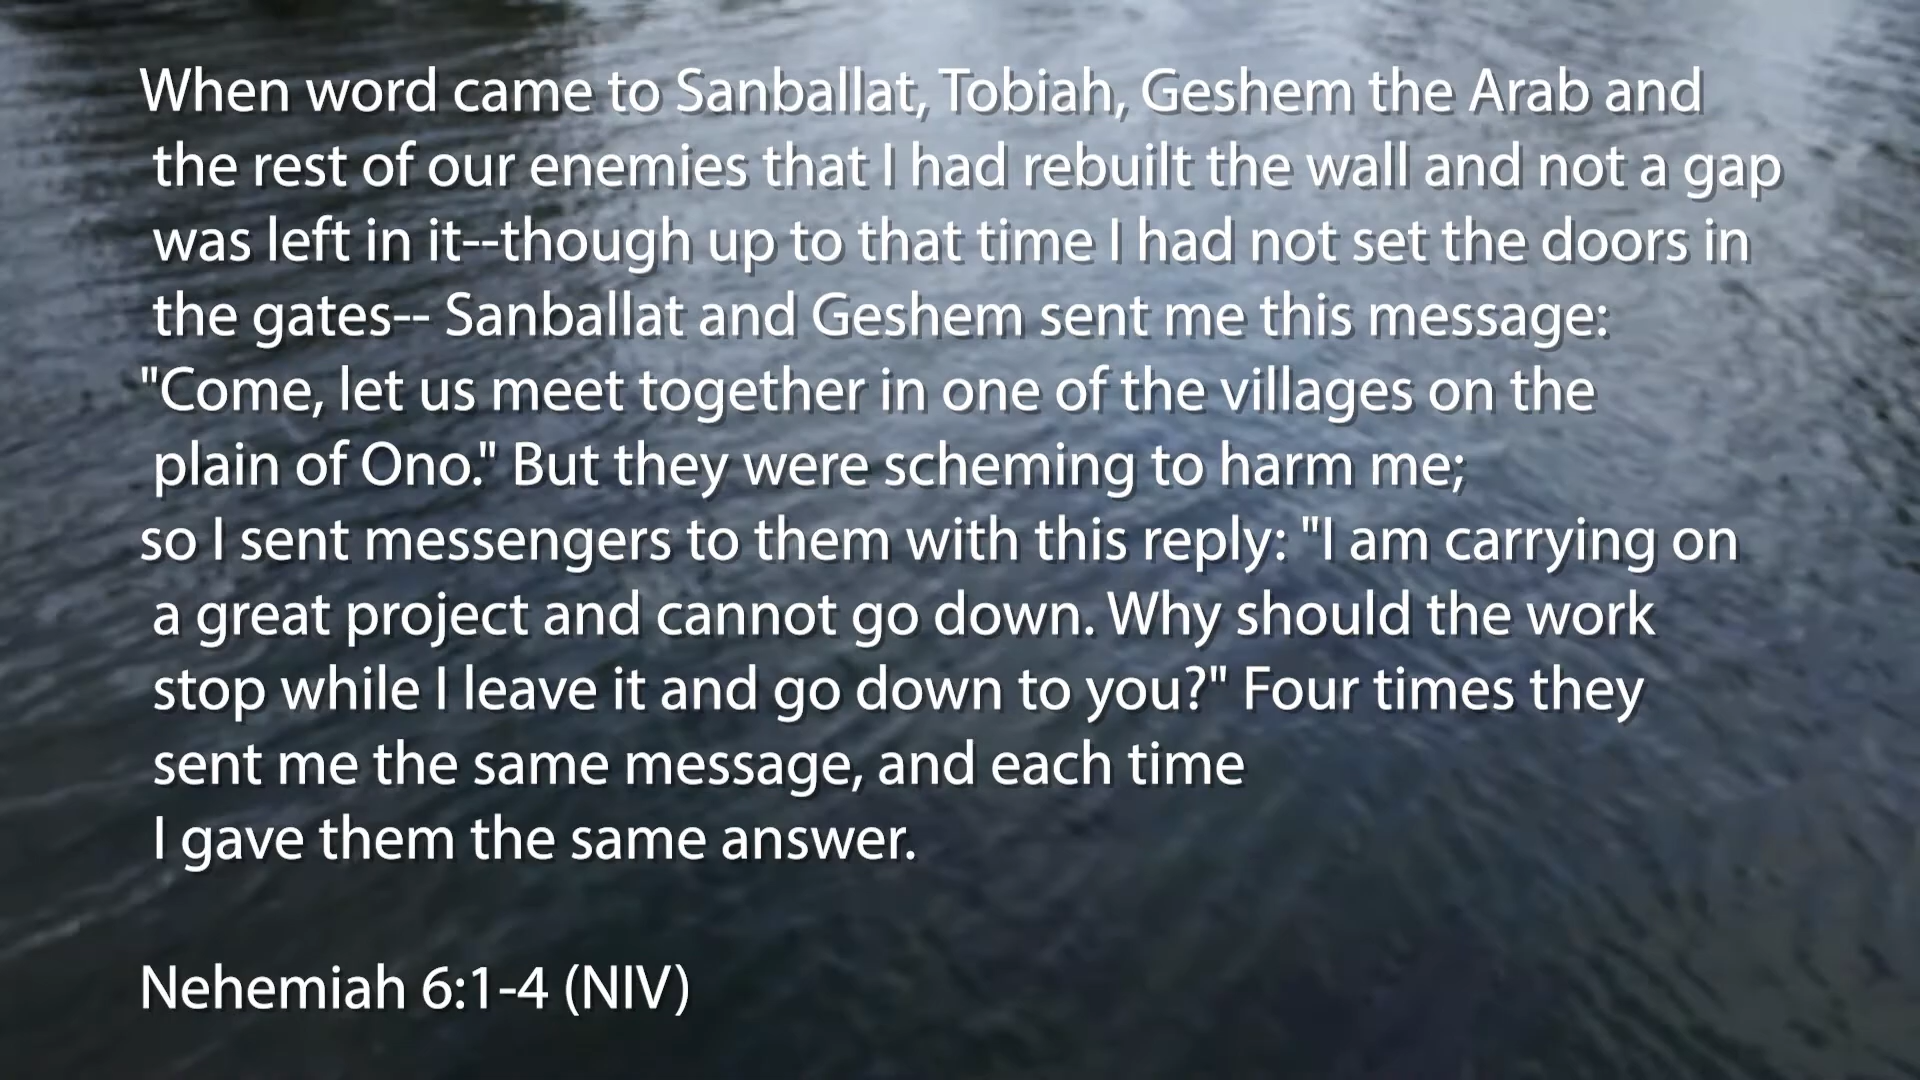 When word came to Sanballat, Tobiah, Geshem the Arab and
the rest of our enemies that I had rebuilt the wall and not a gap
was left in it--though up to that time I had not set the doors in
the gates-- Sanballat and Geshem sent me this message:
"Come, let us meet together in one of the villages on the
plain of Ono." But they were scheming to harm me;
so I sent messengers to them with this reply: "I am carrying on
a great project and cannot go down. Why should the work
stop while I leave it and go down to you?" Four times they
sent me the same message, and each time
I gave them the same answer.
Nehemiah 6:1-4 (NIV)